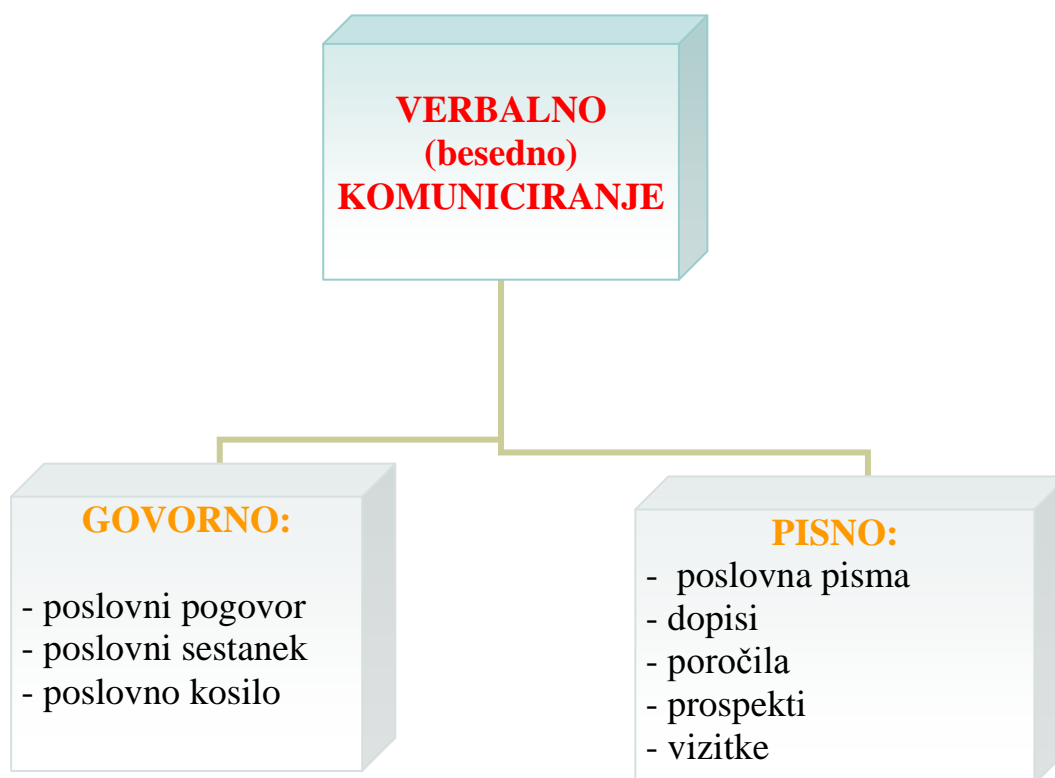 VERBALNO
(besedno)
KOMUNICIRANJE
GOVORNO:
- poslovni pogovor
- poslovni sestanek
- poslovno kosilo
PISNO:
- poslovna pisma
- dopisi
- poročila
- prospekti
- vizitke